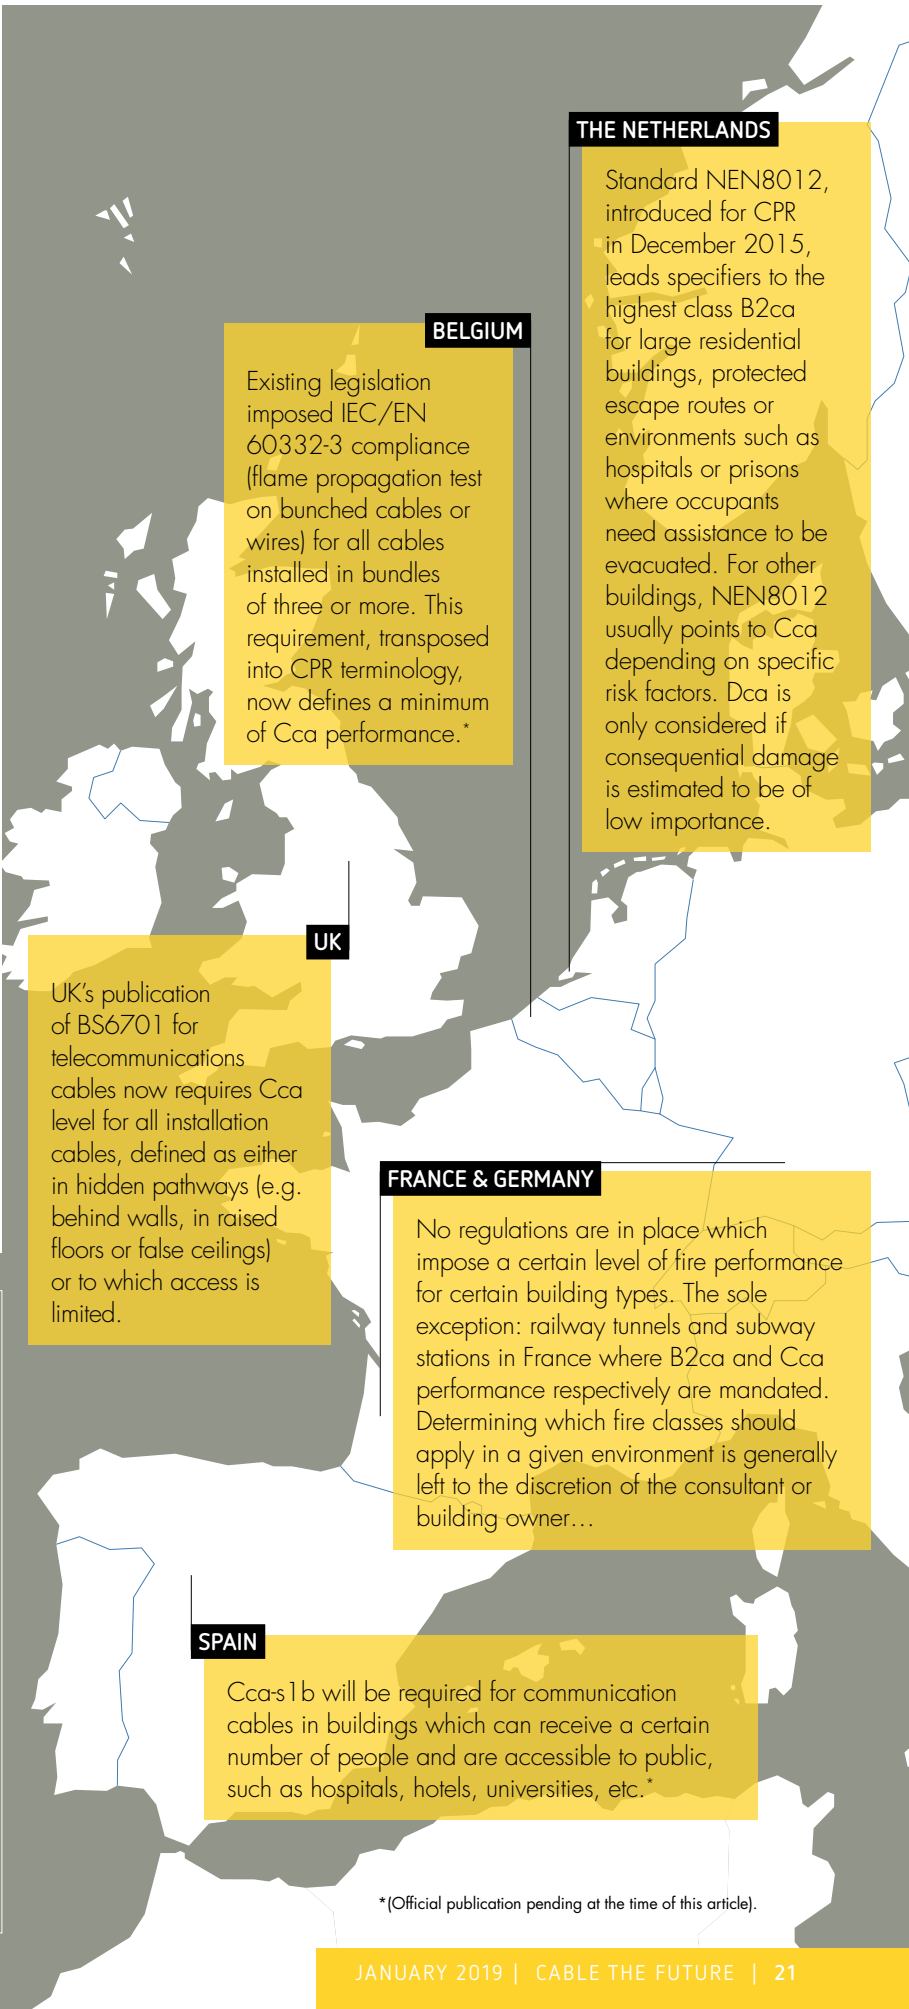 THE NETHERLANDS
Standard NEN8012,
introduced for CPR
in December 2015,
leads specifiers to the
highest class B2ca
for large residential
buildings, protected
escape routes or
environments such as
hospitals or prisons
where occupants
need assistance to be
evacuated. For other
buildings, NEN8012
usually points to Cca
depending on specific
risk factors. Dca is
only considered if
consequential damage
is estimated to be of
low importance.
BELGIUM
Existing legislation
imposed IEC/EN
60332-3 compliance
(flame propagation test
on bunched cables or
wires) for all cables
installed in bundles
of three or more. This
requirement, transposed
into CPR terminology,
now defines a minimum
of Cca performance.*
UK
UK's publication
of BS6701 for
telecommunications
cables now requires Cca
level for all installation
cables, defined as either
in hidden pathways (e.g.
behind walls, in raised
floors or false ceilings)
or to which access is
limited.
FRANCE & GERMANY
No regulations are in place which
impose a certain level of fire performance
for certain building types. The sole
exception: railway tunnels and subway
stations in France where B2ca and Cca
performance respectively are mandated.
Determining which fire classes should
apply in a given environment is generally
left to the discretion of the consultant or
building owner…
SPAIN
Cca-s1b will be required for communication
cables in buildings which can receive a certain
number of people and are accessible to public,
such as hospitals, hotels, universities, etc.*
*(Official publication pending at the time of this article).
JANUARY 2019 | CABLE THE FUTURE | 21